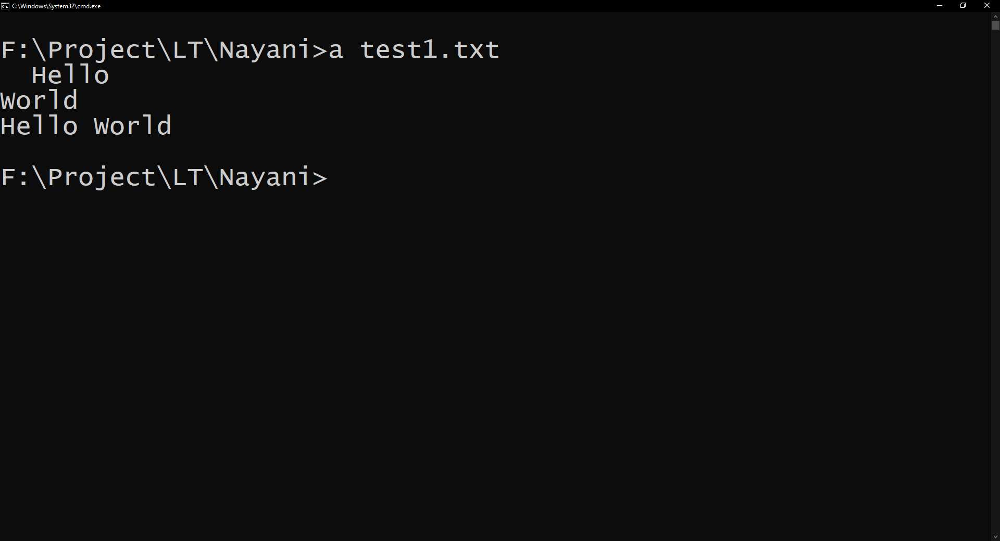 C:\Windows\System32\cmd.exe
F:\Project\LT\Nayani>a test1.txt
  Hello
World
Hello World
F:\Project\LT\Nayani>